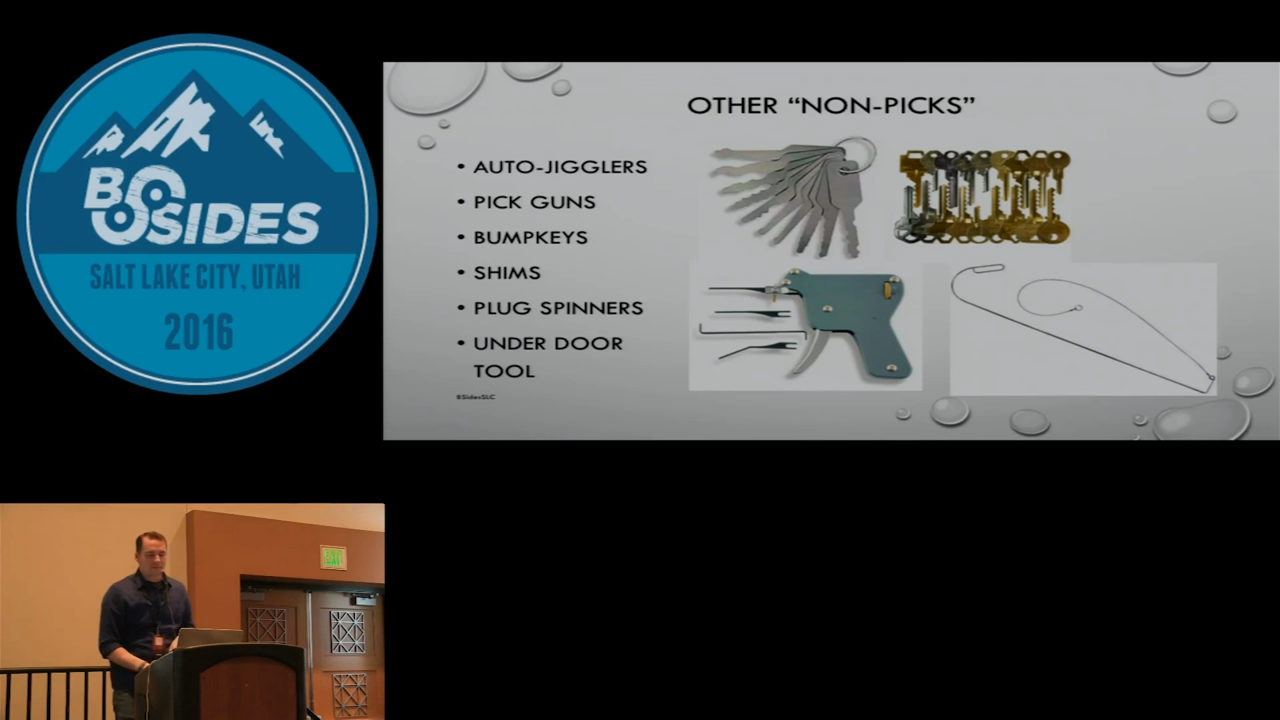 BSIDES
SALT LAKE CITY, UTAH
2016
OTHER “NON-PICKS”
• AUTO-JIGGLERS
• PICK GUNS
• BUMPKEYS
• SHIMS
• PLUG SPINNERS
• UNDER DOOR
TOOL
BSidesSLC
EXIT